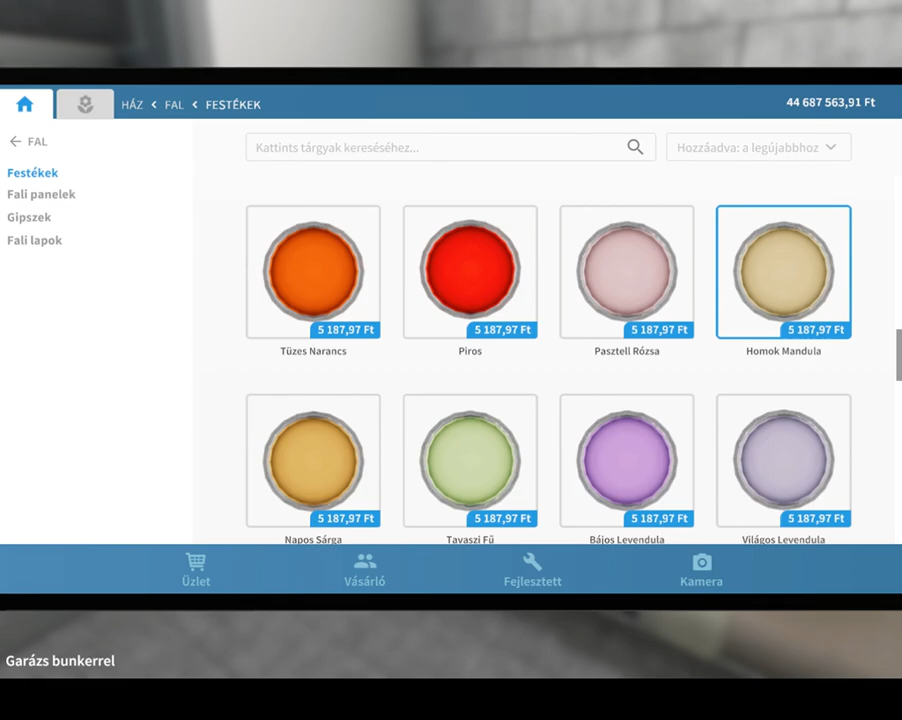 HÁZ < FAL < FESTÉKEK
44 687 563,91 Ft
← FAL
Kattints tárgyak kereséséhez...
Hozzáadva: a legújabbhoz
Festékek
Fali panelek
Gipszek
Fali lapok
5 187,97 Ft
5 187,97 Ft
5 187,97 Ft
5 187,97 Ft
Tüzes Narancs
Piros
Pasztell Rózsa
Homok Mandula
5 187,97 Ft
5 187,97 Ft
5 187,97 Ft
5 187,97 Ft
Napos Sárga
Tavaszi Fű
Bájos Levendula
Világos Levendula
Üzlet
Vásárló
Fejlesztett
Kamera
Garázs bunkerrel